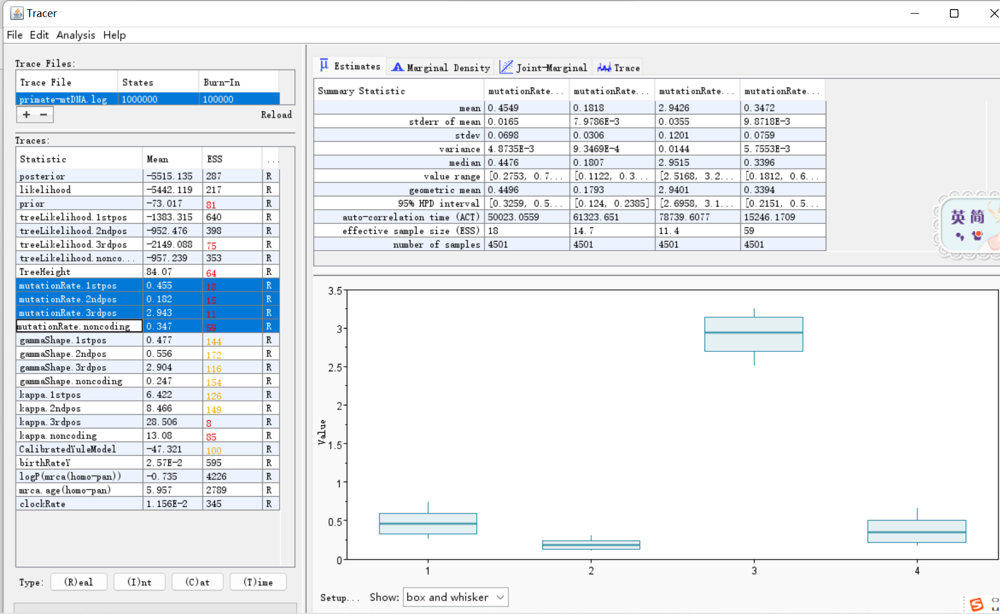 Tracer
File Edit Analysis Help
Trace Files:
Trace File States Burn-In
primate-mtDNA.log 1000000 100000
+ − Reload
Traces:
Statistic Mean ESS ...
posterior -5515.135 287 R
likelihood -5442.119 217 R
prior -73.017 81 R
treeLikelihood.1stpos -1383.315 640 R
treeLikelihood.2ndpos -952.476 398 R
treeLikelihood.3rdpos -2149.088 75 R
treeLikelihood.nonco... -957.239 353 R
TreeHeight 84.07 64 R
mutationRate.1stpos 0.455 18 R
mutationRate.2ndpos 0.182 15 R
mutationRate.3rdpos 2.943 11 R
mutationRate.noncoding 0.347 59 R
gammaShape.1stpos 0.477 144 R
gammaShape.2ndpos 0.556 172 R
gammaShape.3rdpos 2.904 116 R
gammaShape.noncoding 0.247 154 R
kappa.1stpos 6.422 126 R
kappa.2ndpos 8.466 149 R
kappa.3rdpos 28.506 8 R
kappa.noncoding 13.08 85 R
CalibratedYuleModel -47.321 100 R
birthRateY 2.57E-2 595 R
logP(mrca(homo-pan)) -0.735 4226 R
mrca.age(homo-pan) 5.957 2789 R
clockRate 1.156E-2 345 R
Type: (R)eal (I)nt (C)at (T)ime
Estimates Marginal Density Joint-Marginal Trace
Summary Statistic mutationRate... mutationRate... mutationRate... mutationRate...
mean 0.4549 0.1818 2.9426 0.3472
stderr of mean 0.0165 7.9786E-3 0.0355 9.8718E-3
stdev 0.0698 0.0306 0.1201 0.0759
variance 4.8735E-3 9.3469E-4 0.0144 5.7553E-3
median 0.4476 0.1807 2.9515 0.3396
value range [0.2753, 0.7... [0.1122, 0.3... [2.5168, 3.2... [0.1812, 0.6...
geometric mean 0.4496 0.1793 2.9401 0.3394
95% HPD interval [0.3259, 0.5... [0.124, 0.2385] [2.6958, 3.1... [0.2151, 0.5...
auto-correlation time (ACT) 50023.0559 61323.651 78739.6077 15246.1709
effective sample size (ESS) 18 14.7 11.4 59
number of samples 4501 4501 4501 4501
英 简
3.5
3
2.5
2
1.5
1
0.5
0
Value
1 2 3 4
Setup... Show: box and whisker
S